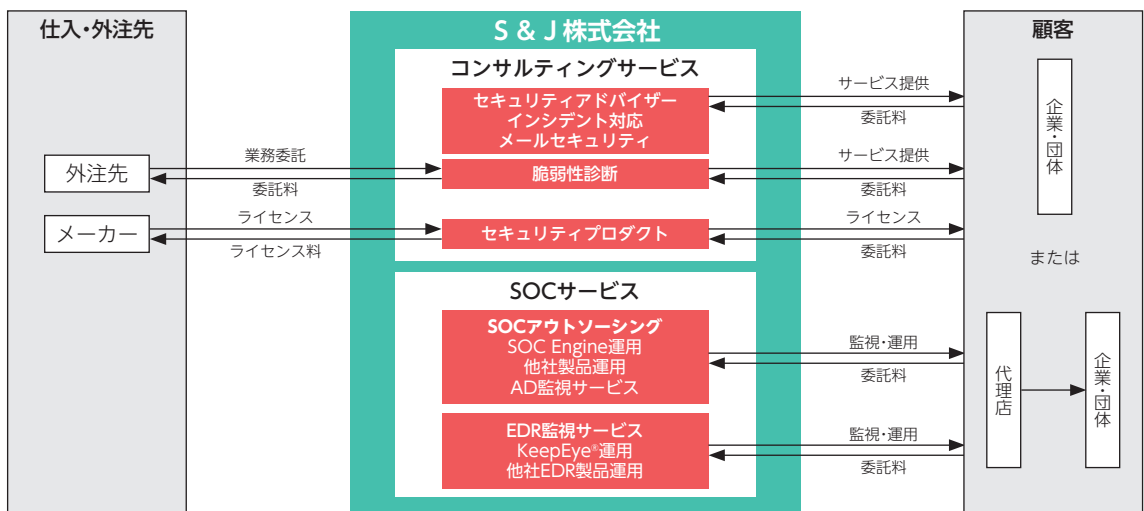 仕入・外注先
外注先
メーカー
業務委託
委託料
ライセンス
ライセンス料
S & J 株式会社
コンサルティングサービス
セキュリティアドバイザー
インシデント対応
メールセキュリティ
脆弱性診断
セキュリティプロダクト
SOCサービス
SOCアウトソーシング
SOC Engine運用
他社製品運用
AD監視サービス
EDR監視サービス
KeepEye®運用
他社EDR製品運用
サービス提供
委託料
サービス提供
委託料
ライセンス
委託料
監視・運用
委託料
監視・運用
委託料
顧客
企業・団体
または
代理店
企業・団体